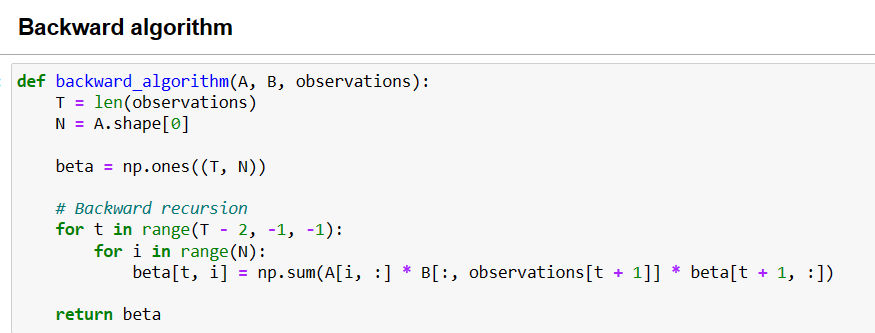 Backward algorithm
def backward_algorithm(A, B, observations):
    T = len(observations)
    N = A.shape[0]
    beta = np.ones((T, N))
    # Backward recursion
    for t in range(T - 2, -1, -1):
        for i in range(N):
            beta[t, i] = np.sum(A[i, :] * B[:, observations[t + 1]] * beta[t + 1, :])
    return beta